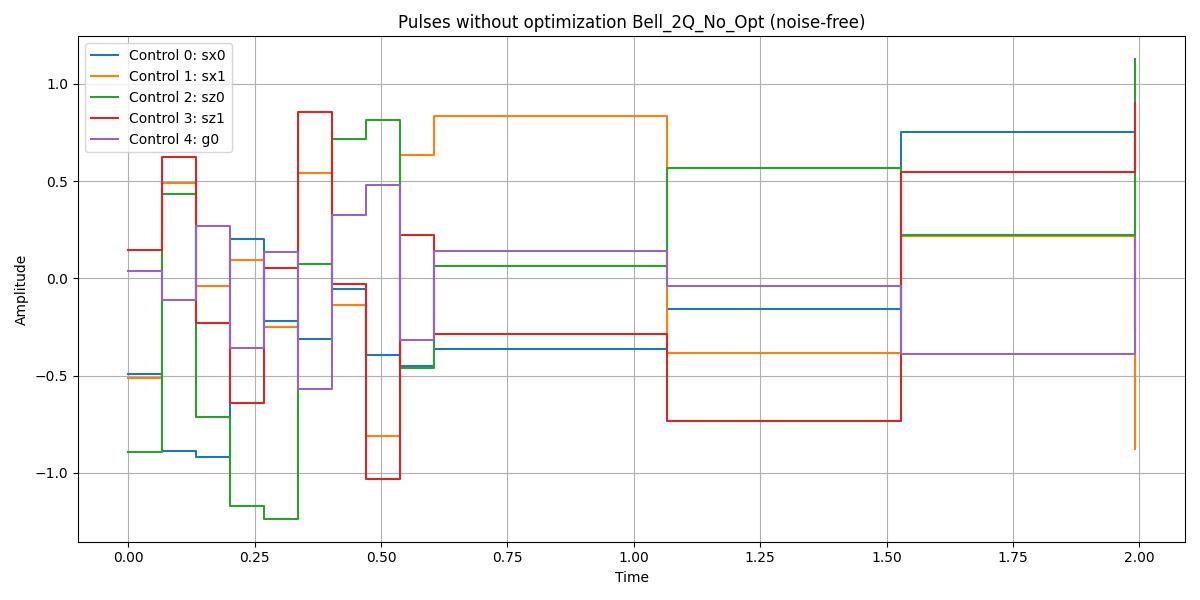 Pulses without optimization Bell_2Q_No_Opt (noise-free)
Control 0: sx0
Control 1: sx1
Control 2: sz0
Control 3: sz1
Control 4: g0
1.0
0.5
0.0
−0.5
−1.0
Amplitude
0.00 0.25 0.50 0.75 1.00 1.25 1.50 1.75 2.00
Time